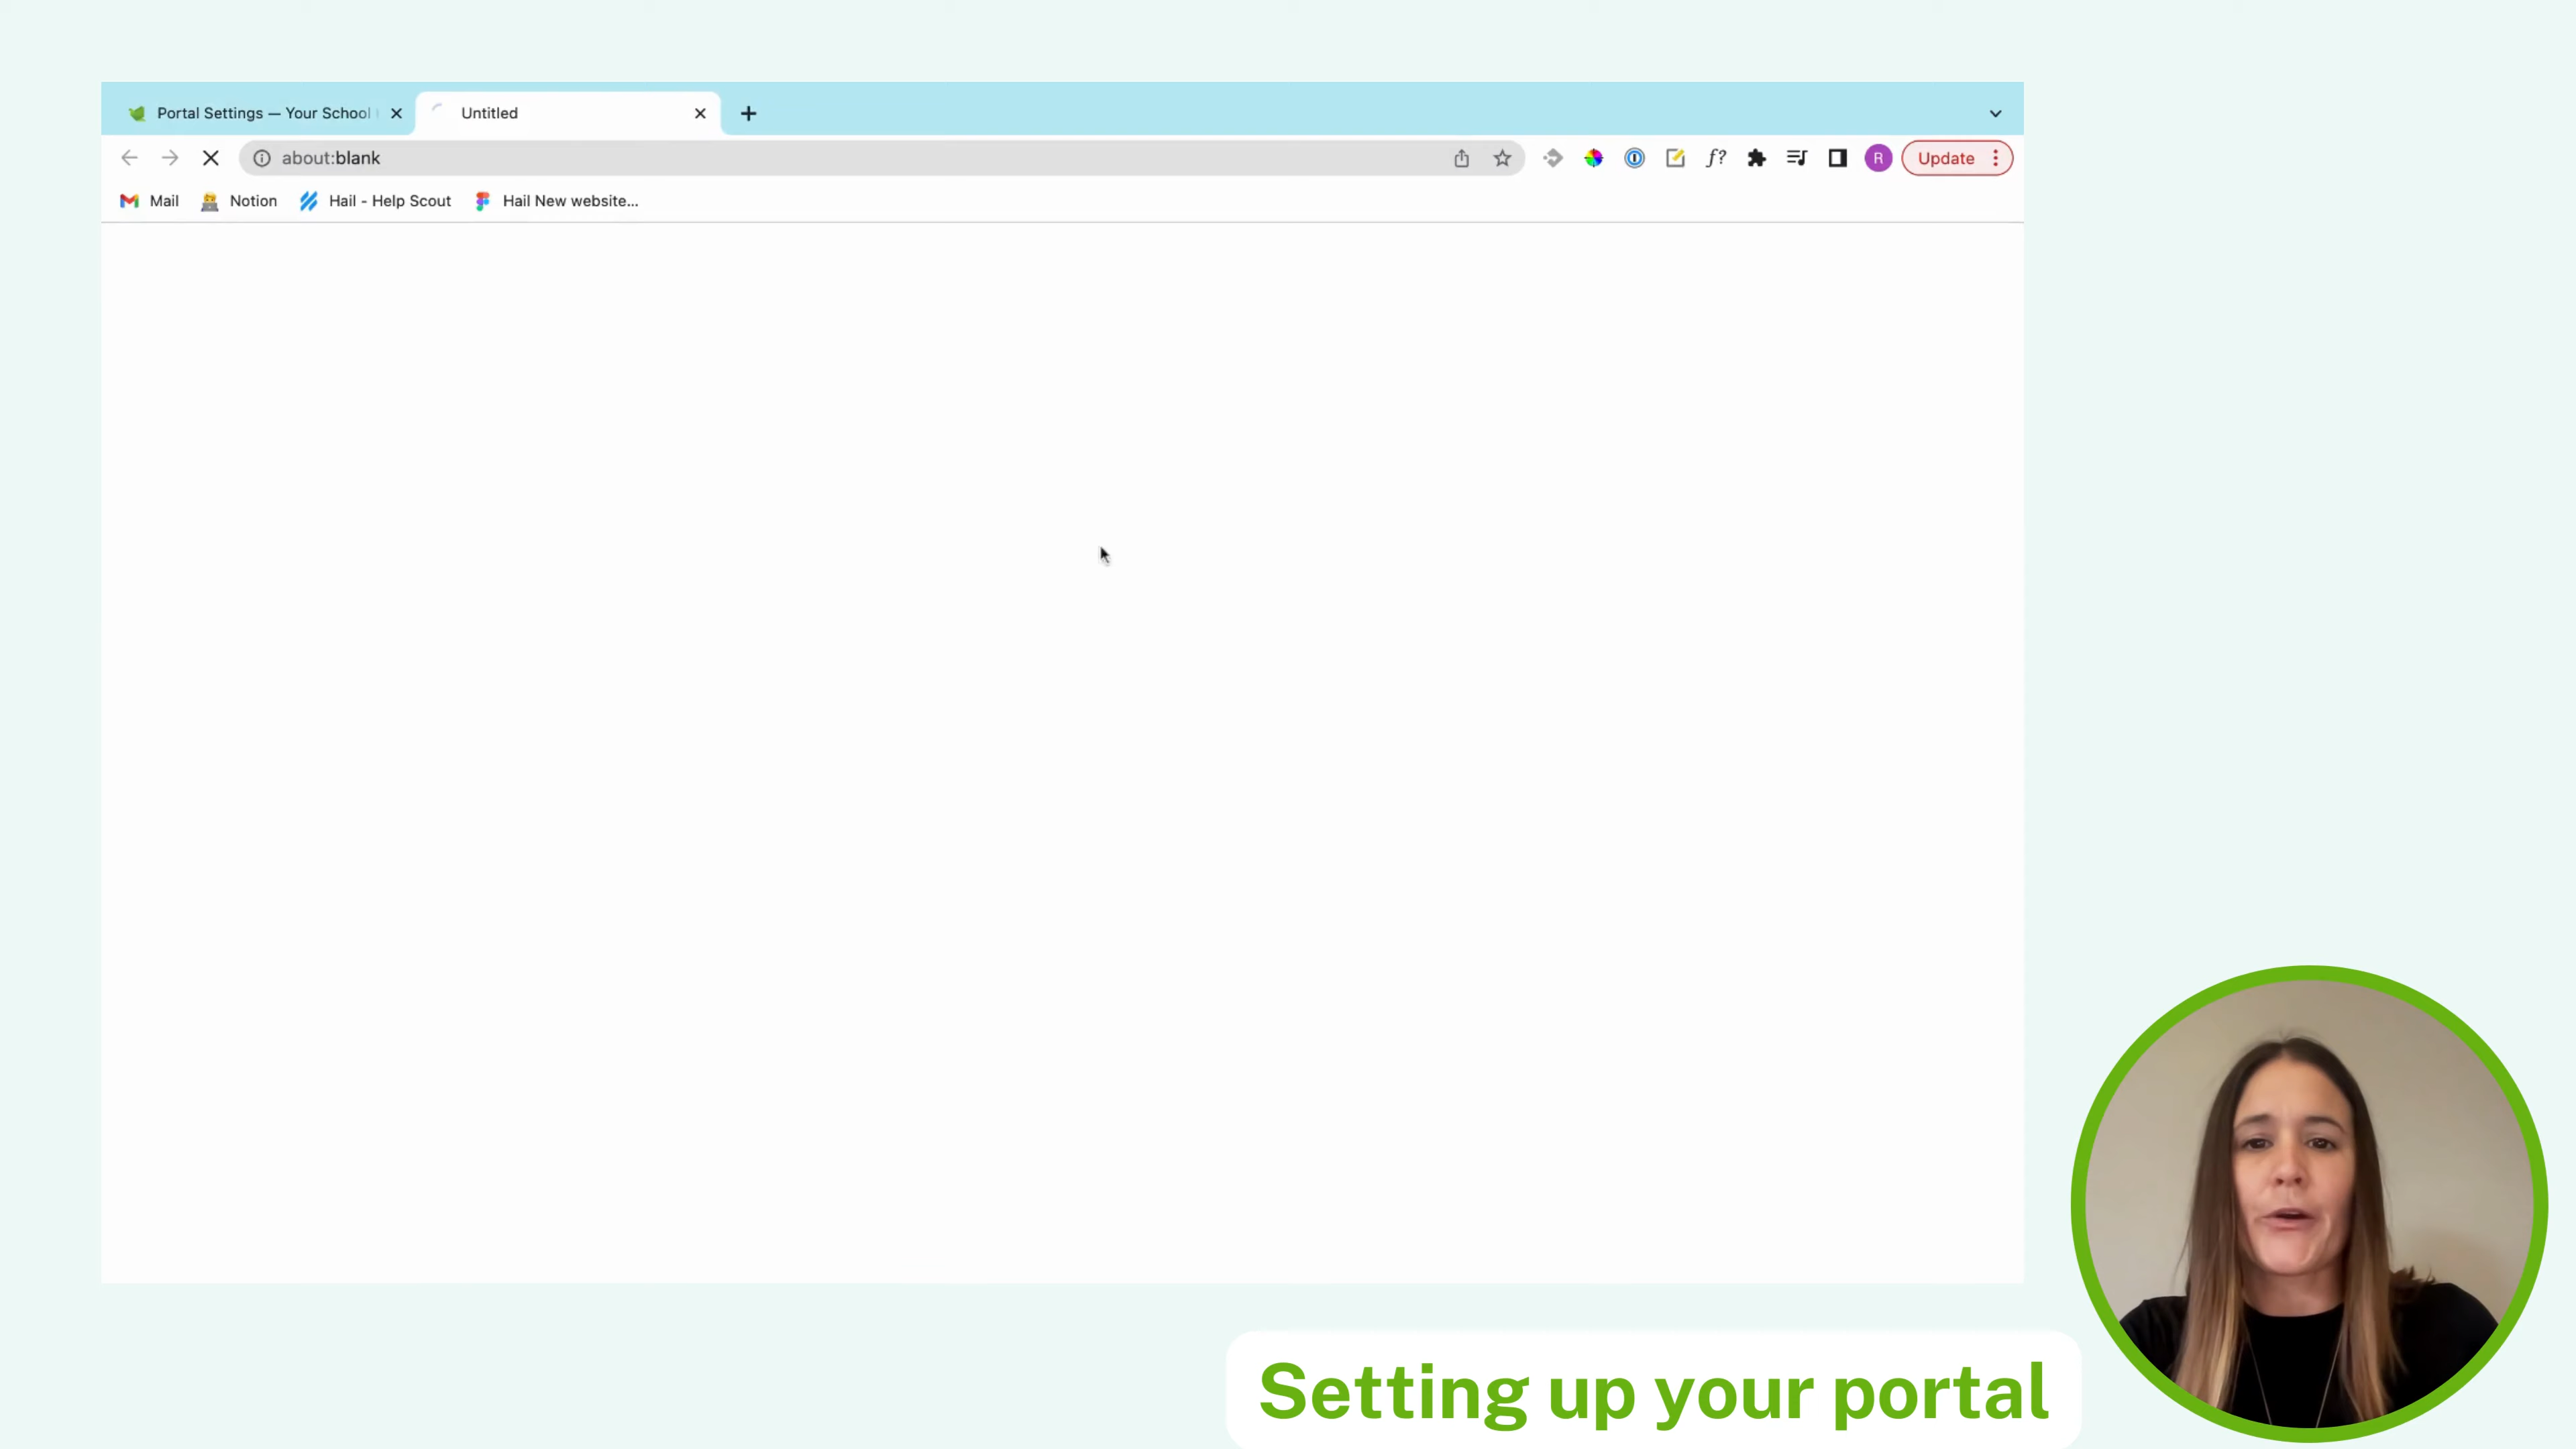 Portal Settings — Your School
Untitled
about:blank
f?
R
Update
Mail
Notion
Hail - Help Scout
Hail New website...
Setting up your portal